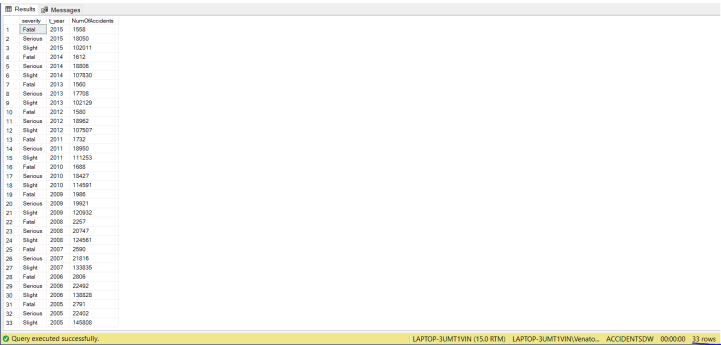 Results Messages
severity t_year NumOfAccidents
1 Fatal 2015 1558
2 Serious 2015 18050
3 Slight 2015 102011
4 Fatal 2014 1612
5 Serious 2014 18806
6 Slight 2014 107830
7 Fatal 2013 1560
8 Serious 2013 17708
9 Slight 2013 102129
10 Fatal 2012 1580
11 Serious 2012 18962
12 Slight 2012 107507
13 Fatal 2011 1732
14 Serious 2011 18950
15 Slight 2011 111253
16 Fatal 2010 1688
17 Serious 2010 18427
18 Slight 2010 114591
19 Fatal 2009 1986
20 Serious 2009 19921
21 Slight 2009 120932
22 Fatal 2008 2257
23 Serious 2008 20747
24 Slight 2008 124561
25 Fatal 2007 2590
26 Serious 2007 21816
27 Slight 2007 133835
28 Fatal 2006 2806
29 Serious 2006 22492
30 Slight 2006 138828
31 Fatal 2005 2791
32 Serious 2005 22402
33 Slight 2005 145808
Query executed successfully. LAPTOP-3UMT1VIN (15.0 RTM) LAPTOP-3UMT1VIN\Venato... ACCIDENTSDW 00:00:00 33 rows